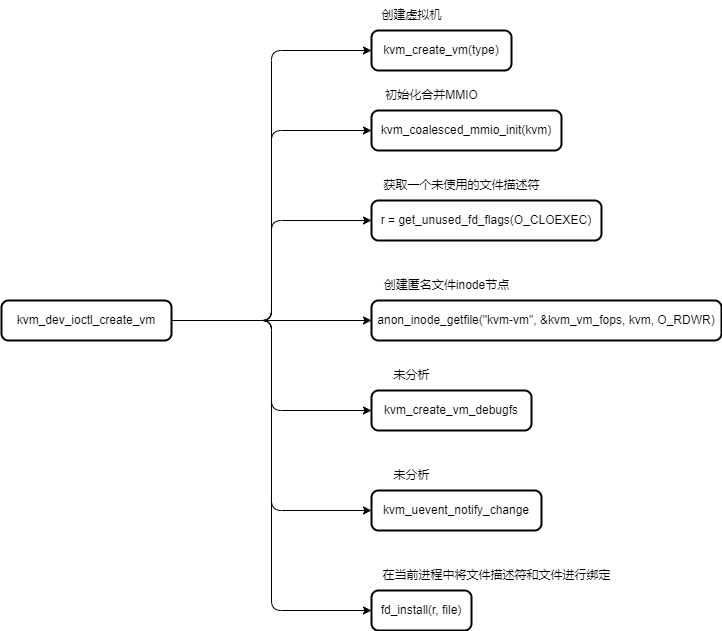 创建虚拟机
kvm_create_vm(type)
初始化合并MMIO
kvm_coalesced_mmio_init(kvm)
获取一个未使用的文件描述符
r = get_unused_fd_flags(O_CLOEXEC)
创建匿名文件inode节点
kvm_dev_ioctl_create_vm
anon_inode_getfile("kvm-vm", &kvm_vm_fops, kvm, O_RDWR)
未分析
kvm_create_vm_debugfs
未分析
kvm_uevent_notify_change
在当前进程中将文件描述符和文件进行绑定
fd_install(r, file)